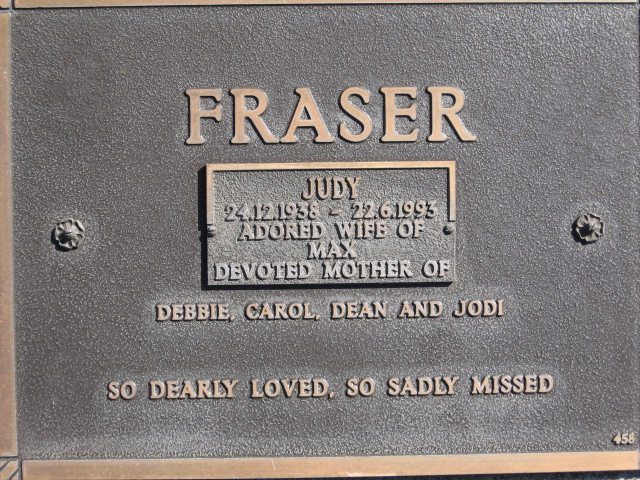 FRASER
JUDY
24.12.1938 - 22.6.1993
ADORED WIFE OF
MAX
DEVOTED MOTHER OF
DEBBIE, CAROL, DEAN AND JODI
SO DEARLY LOVED, SO SADLY MISSED
458